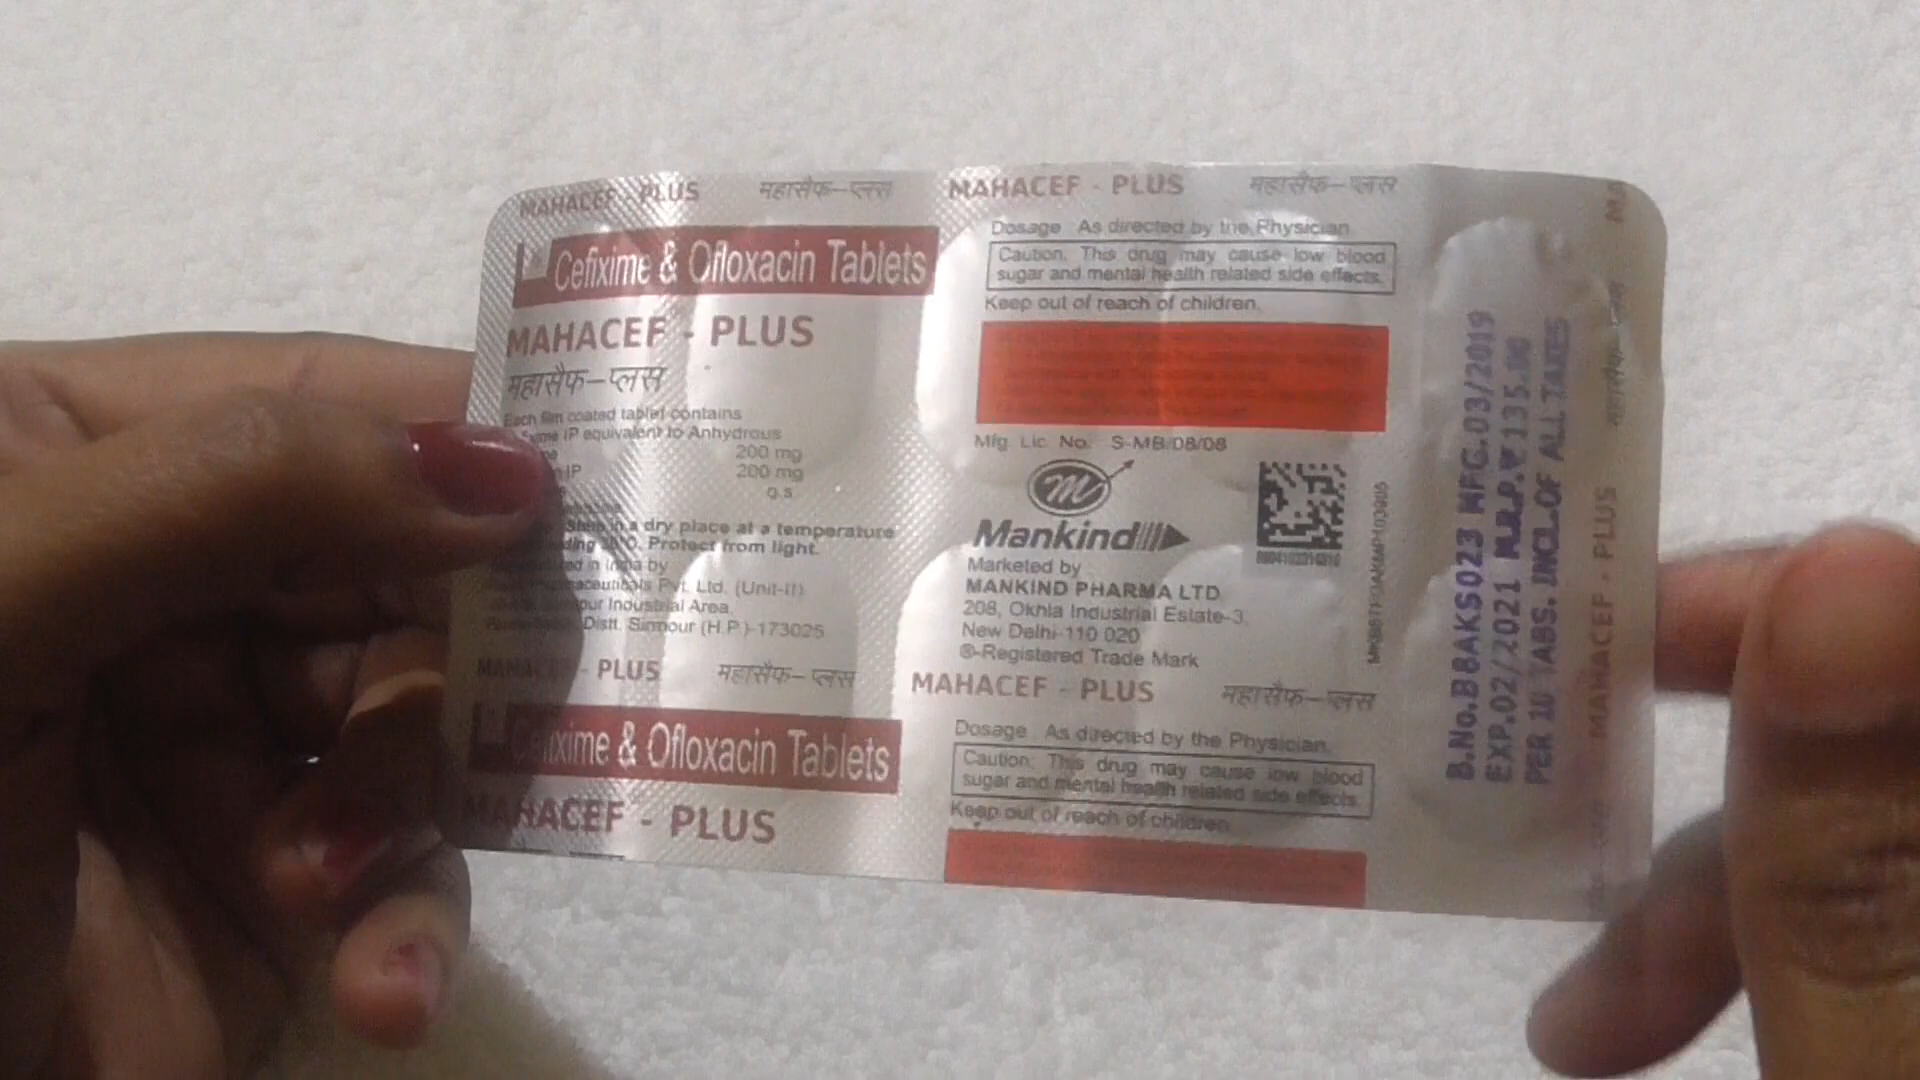 MAHACEF - PLUS महासैफ-प्लस
Cefixime & Ofloxacin Tablets
MAHACEF - PLUS
महासैफ-प्लस
Each film coated tablet contains
IP equivalent to Anhydrous
200 mg
IP 200 mg
q.s.
in a dry place at a temperature
30°C. Protect from light.
in India by
Pvt. Ltd. (Unit-II)
Industrial Area,
Distt. Sirmour (H.P.)-173025
MAHACEF - PLUS महासैफ-प्लस
Cefixime & Ofloxacin Tablets
MAHACEF - PLUS
MAHACEF - PLUS महासैफ-प्लस
Dosage As directed by the Physician
Caution: This drug may cause low blood
sugar and mental health related side effects.
Keep out of reach of children.
Mfg. Lic. No. S-MB/08/08
Mankind
Marketed by
MANKIND PHARMA LTD
208, Okhla Industrial Estate-3,
New Delhi-110 020
®-Registered Trade Mark
MAHACEF - PLUS महासैफ-प्लस
Dosage As directed by the Physician.
Caution: This drug may cause low blood
sugar and mental health related side effects.
Keep out of reach of children
B.No.B8AKS023 MFG.03/2019
EXP.02/2021 M.R.P.₹135.00
PER 10 TABS. INCL.OF ALL TAXES
MAHACEF - PLUS